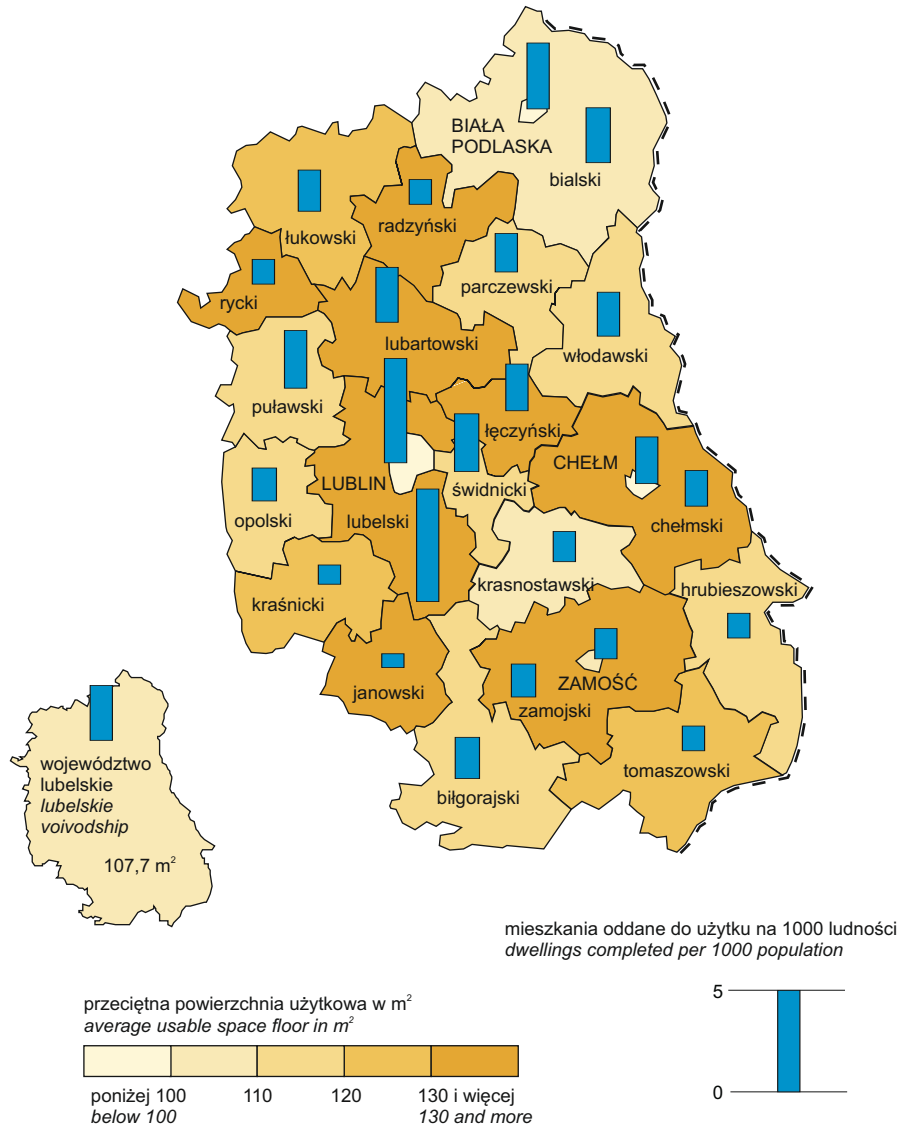 BIAŁA
PODLASKA
bialski
łukowski
radzyński
rycki
parczewski
lubartowski
włodawski
puławski
łęczyński
CHEŁM
LUBLIN
świdnicki
opolski
lubelski
chełmski
krasnostawski
kraśnicki
hrubieszowski
janowski
ZAMOŚĆ
zamojski
tomaszowski
biłgorajski
województwo
lubelskie
lubelskie
voivodship
107,7 m²
mieszkania oddane do użytku na 1000 ludności
dwellings completed per 1000 population
5
0
przeciętna powierzchnia użytkowa w m²
average usable space floor in m²
poniżej 100 110 120 130 i więcej
below 100 130 and more